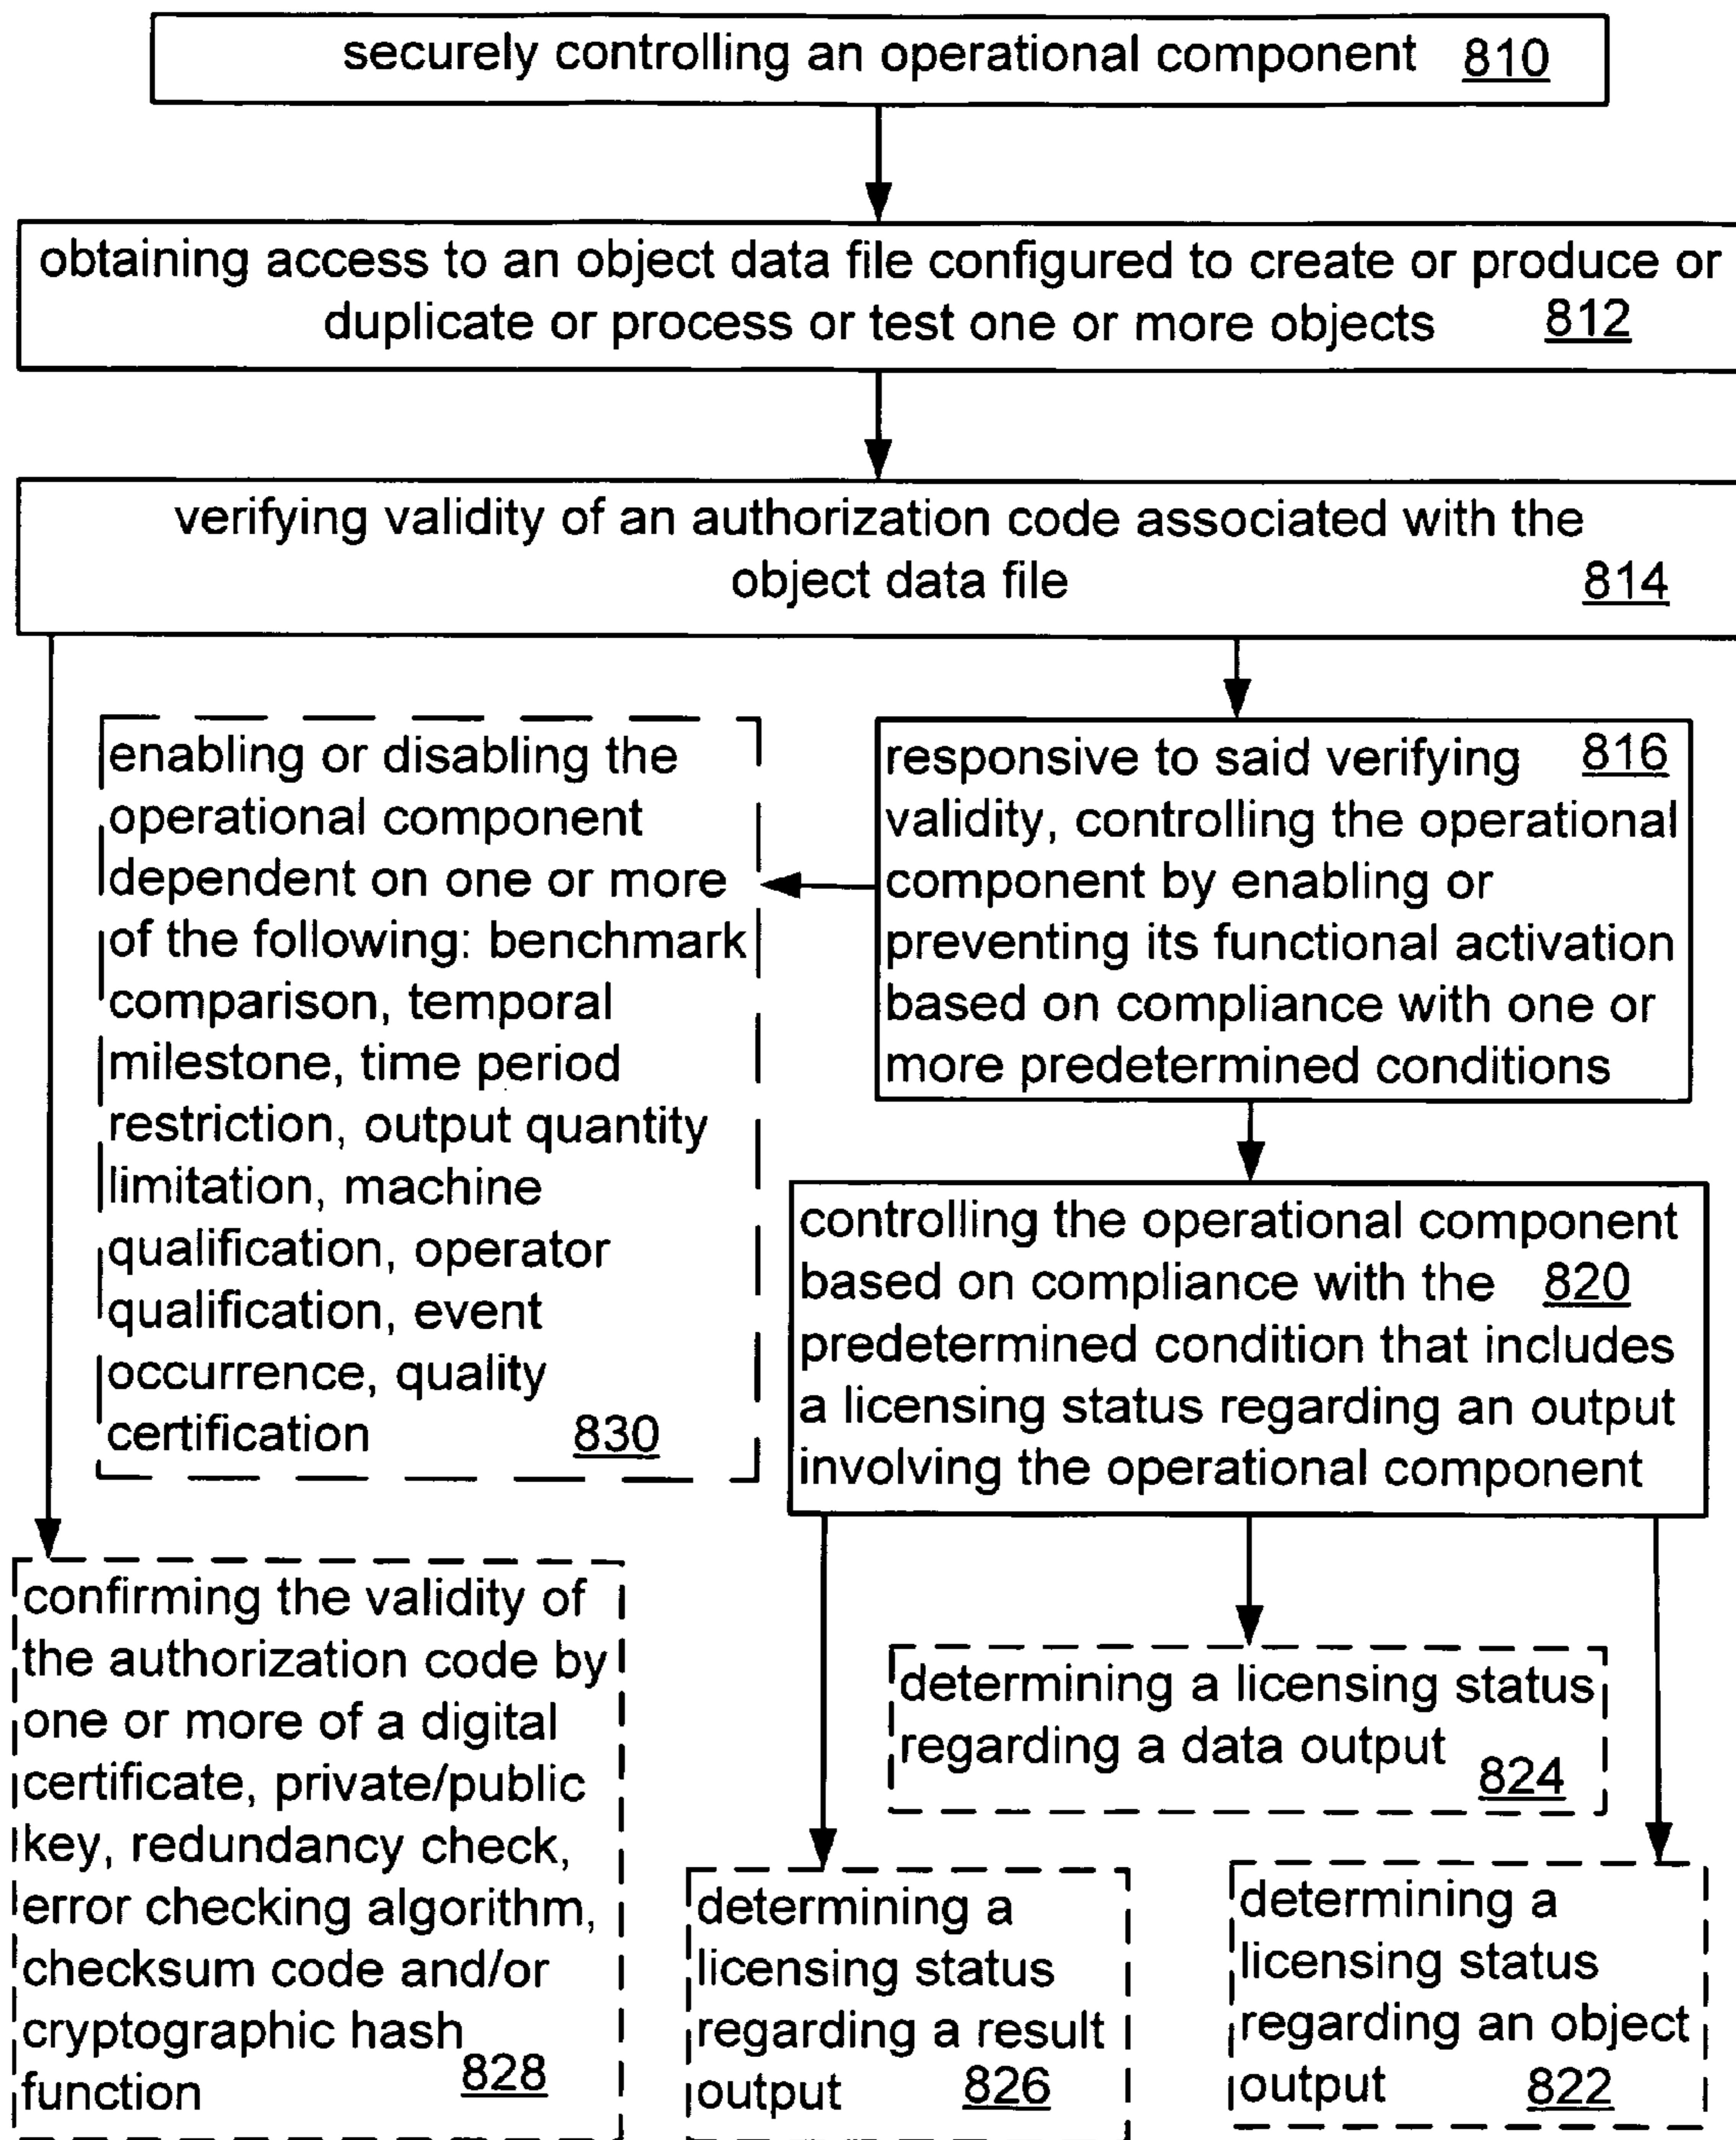 securely controlling an operational component 810
obtaining access to an object data file configured to create or produce or
duplicate or process or test one or more objects 812
verifying validity of an authorization code associated with the
object data file 814
enabling or disabling the
operational component
dependent on one or more
of the following: benchmark
comparison, temporal
milestone, time period
restriction, output quantity
limitation, machine
qualification, operator
qualification, event
occurrence, quality
certification 830
responsive to said verifying 816
validity, controlling the operational
component by enabling or
preventing its functional activation
based on compliance with one or
more predetermined conditions
controlling the operational component
based on compliance with the 820
predetermined condition that includes
a licensing status regarding an output
involving the operational component
confirming the validity of
the authorization code by
one or more of a digital
certificate, private/public
key, redundancy check,
error checking algorithm,
checksum code and/or
cryptographic hash
function 828
determining a licensing status
regarding a data output 824
determining a
licensing status
regarding a result
output 826
determining a
licensing status
regarding an object
output 822